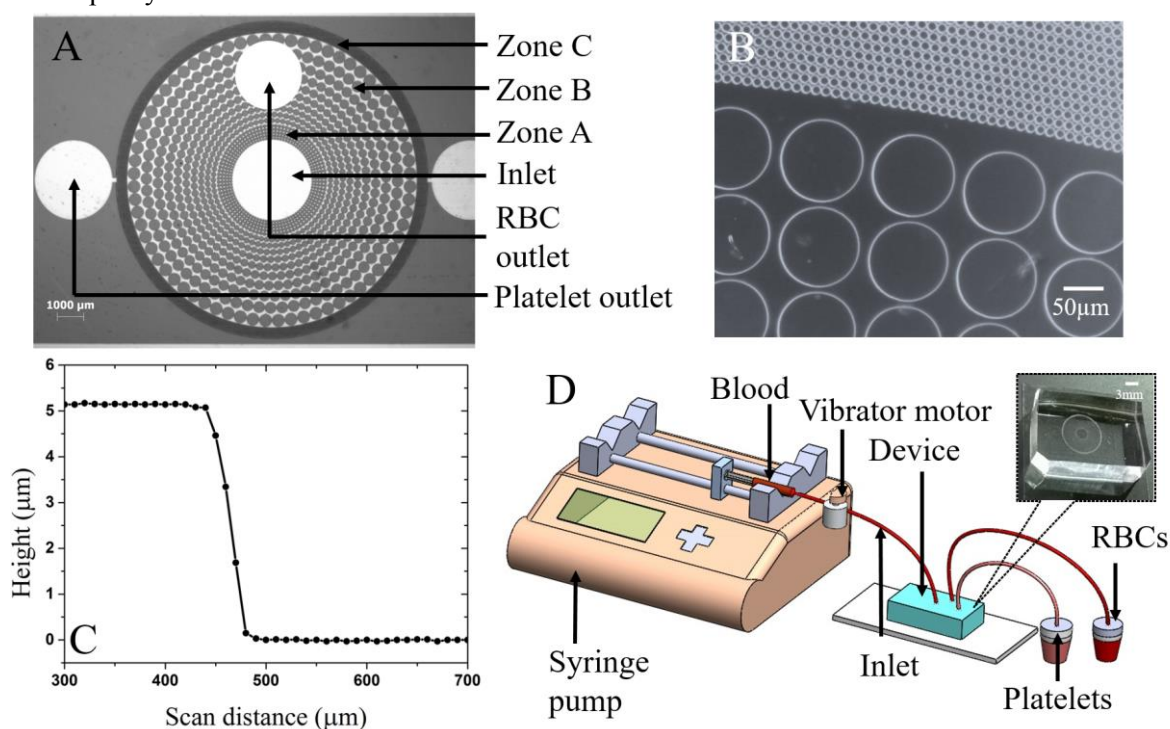 A
Zone C
Zone B
Zone A
Inlet
RBC
outlet
Platelet outlet
1000 µm
B
50µm
6
5
4
3
2
1
0
Height (µm)
C
300
400
500
600
700
Scan distance (µm)
D
Blood
Vibrator motor
Device
3mm
RBCs
Syringe
pump
Inlet
Platelets